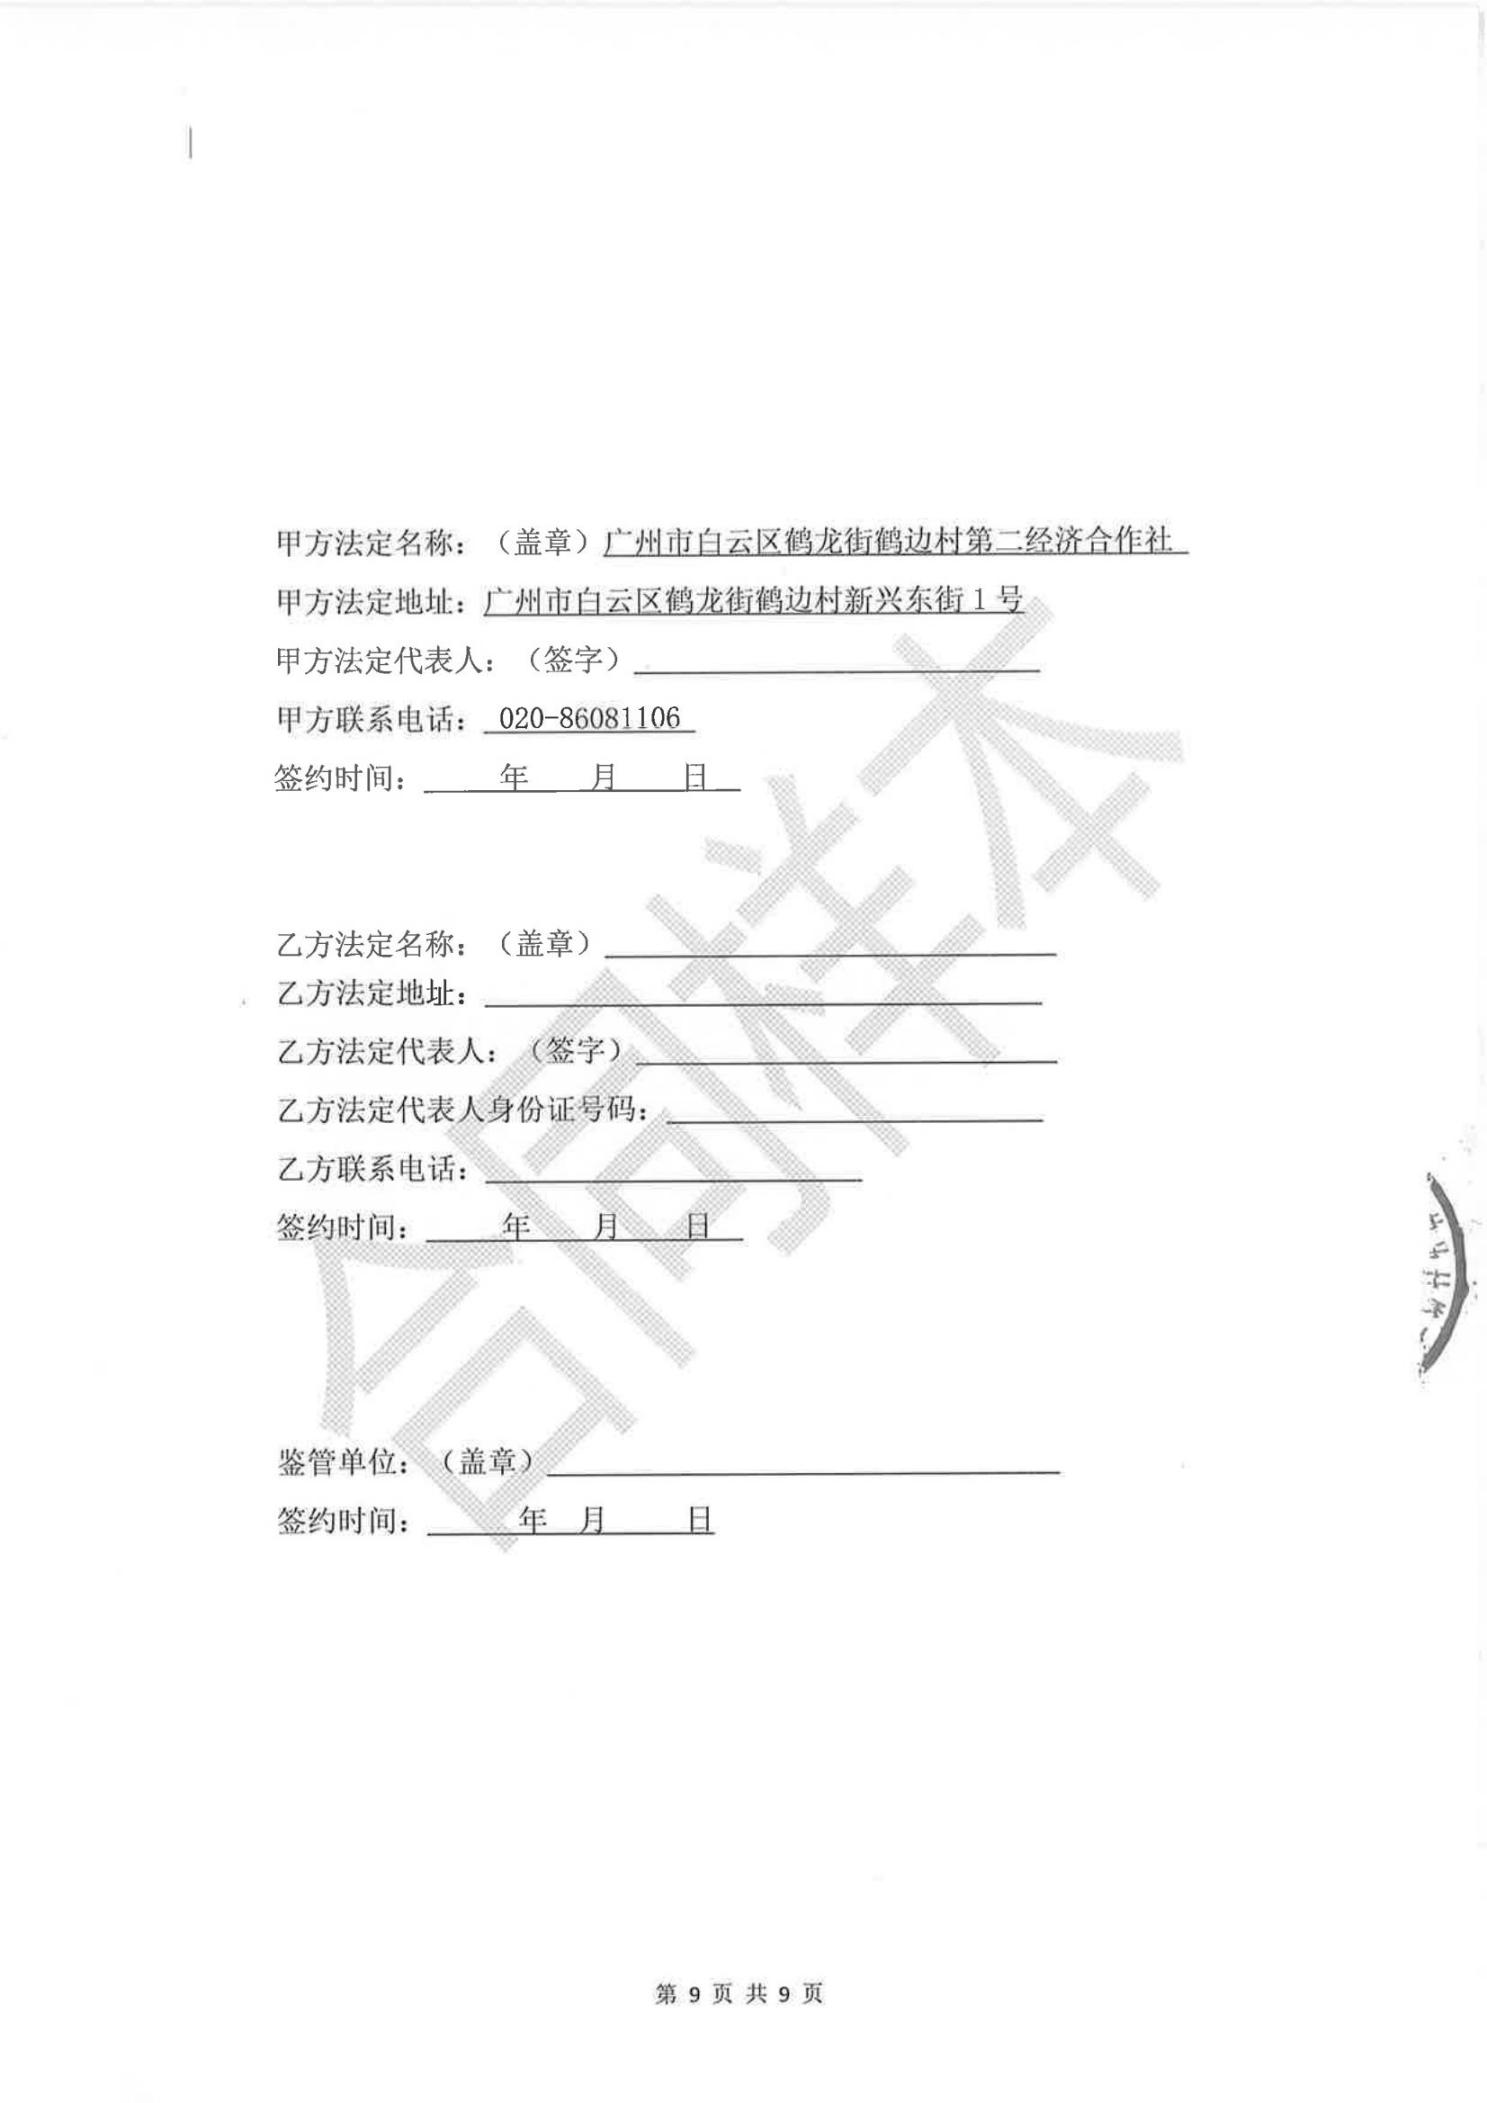 甲方法定名称：（盖章）广州市白云区鹤龙街鹤边村第二经济合作社
甲方法定地址：广州市白云区鹤龙街鹤边村新兴东街1号
甲方法定代表人：（签字）
甲方联系电话：020-86081106
签约时间： 年 月 日
乙方法定名称：（盖章）
乙方法定地址：
乙方法定代表人：（签字）
乙方法定代表人身份证号码：
乙方联系电话：
签约时间： 年 月 日
鉴管单位：（盖章）
签约时间： 年 月 日
合同样本
第 9 页 共 9 页